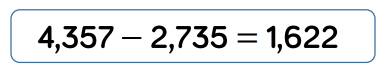 4,357 − 2,735 = 1,622